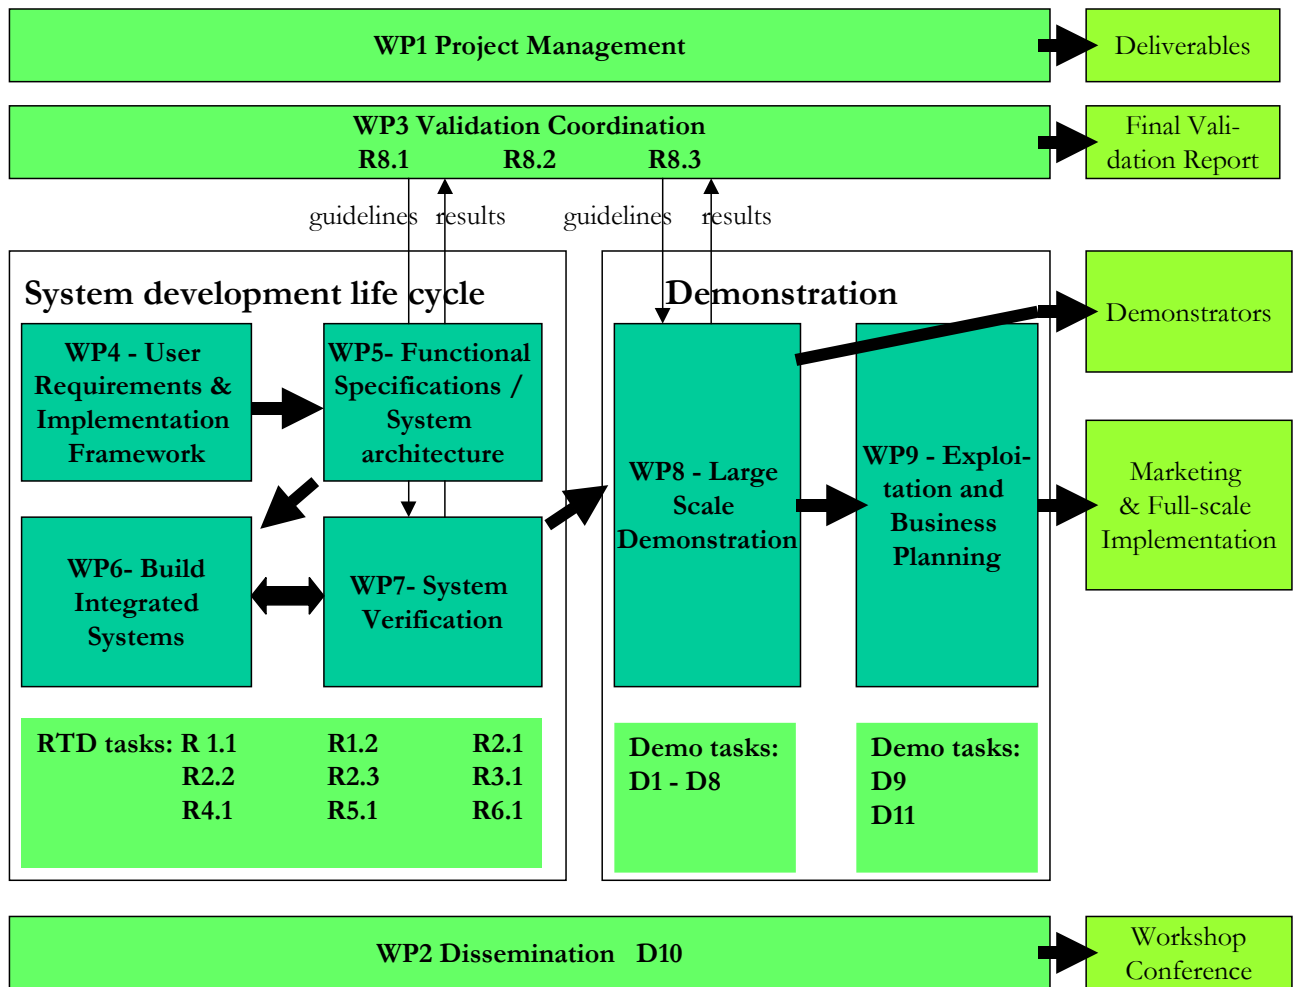 WP1 Project Management
Deliverables
WP3 Validation Coordination
R8.1 R8.2 R8.3
Final Vali-
dation Report
guidelines results
guidelines results
System development life cycle
WP4 - User
Requirements &
Implementation
Framework
WP5- Functional
Specifications /
System
architecture
WP6- Build
Integrated
Systems
WP7- System
Verification
RTD tasks: R 1.1 R1.2 R2.1
R2.2 R2.3 R3.1
R4.1 R5.1 R6.1
Demonstration
WP8 - Large
Scale
Demonstration
WP9 - Exploi-
tation and
Business
Planning
Demo tasks:
D1 - D8
Demo tasks:
D9
D11
Demonstrators
Marketing
& Full-scale
Implementation
WP2 Dissemination D10
Workshop
Conference